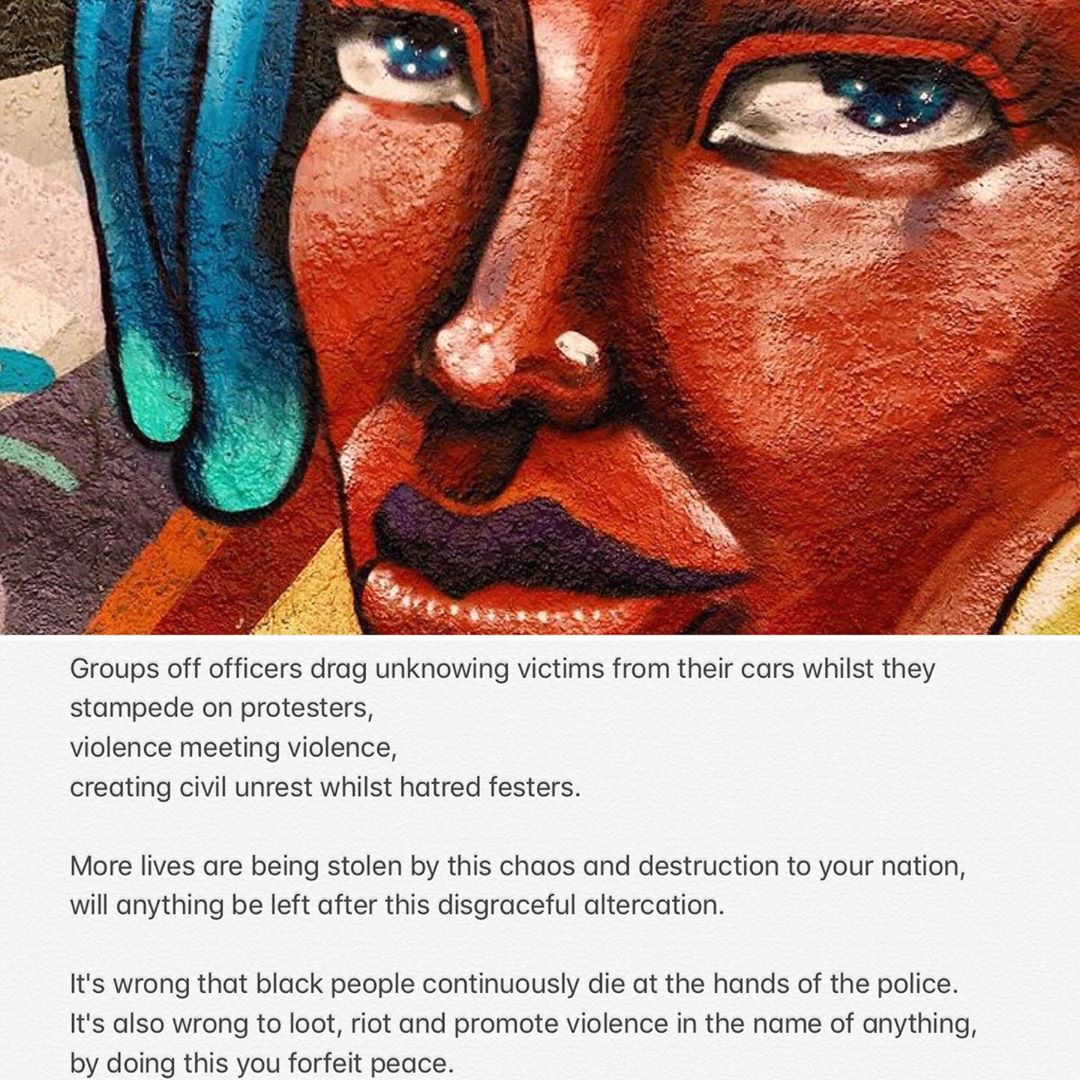 Groups off officers drag unknowing victims from their cars whilst they
stampede on protesters,
violence meeting violence,
creating civil unrest whilst hatred festers.
More lives are being stolen by this chaos and destruction to your nation,
will anything be left after this disgraceful altercation.
It's wrong that black people continuously die at the hands of the police.
It's also wrong to loot, riot and promote violence in the name of anything,
by doing this you forfeit peace.